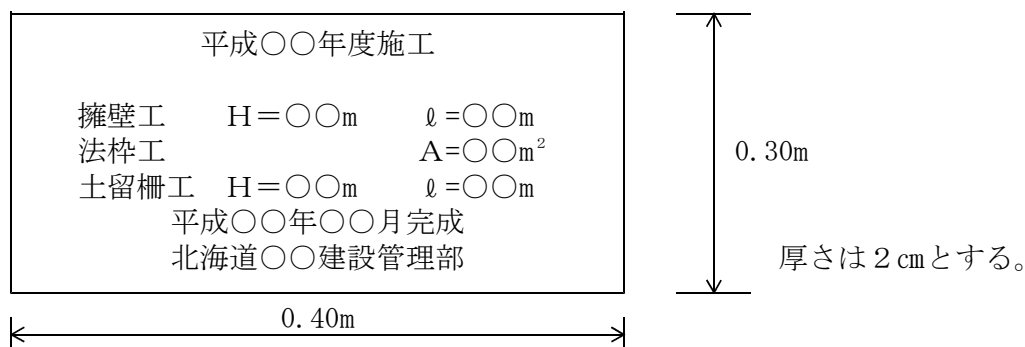 平成○○年度施工
擁壁工 H=○○m ℓ=○○m
法枠工 A=○○m²
土留柵工 H=○○m ℓ=○○m
平成○○年○○月完成
北海道○○建設管理部
0.30m
厚さは2㎝とする。
0.40m